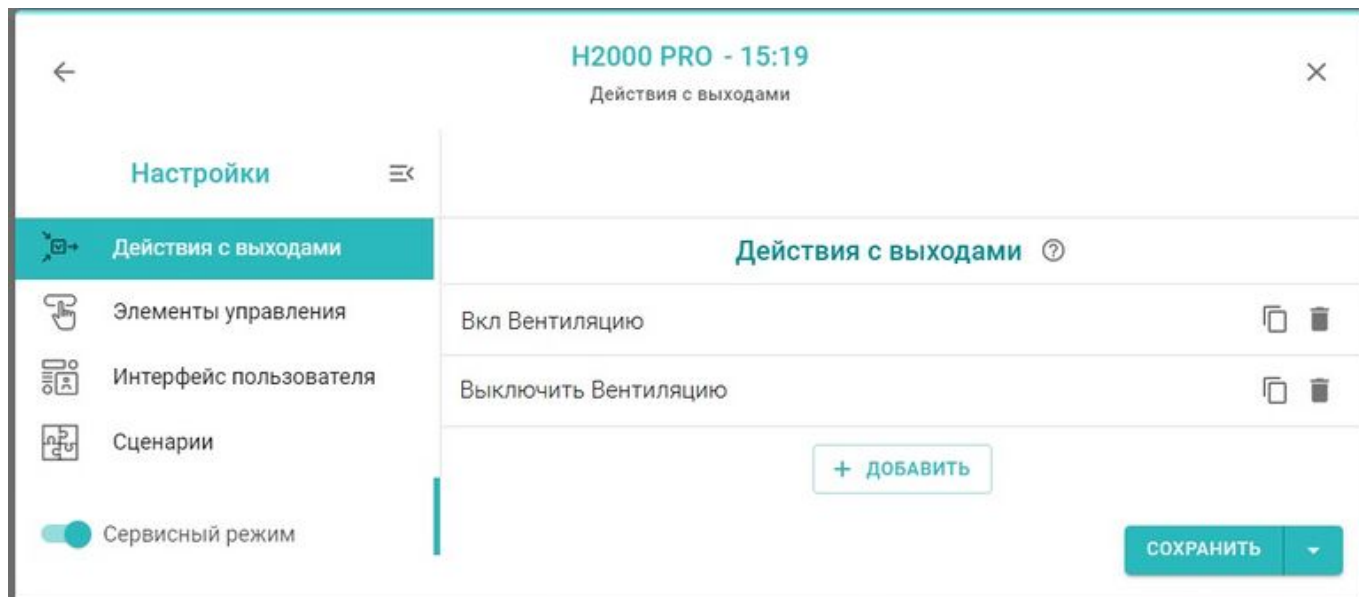 H2000 PRO - 15:19
Действия с выходами
Настройки
Действия с выходами
Элементы управления
Интерфейс пользователя
Сценарии
Сервисный режим
Действия с выходами
Вкл Вентиляцию
Выключить Вентиляцию
+ ДОБАВИТЬ
СОХРАНИТЬ